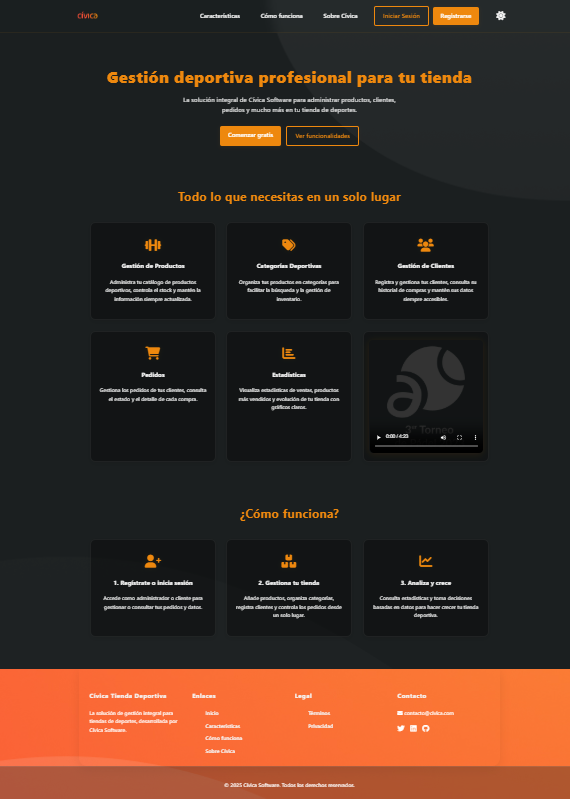 cívica
Características
Cómo funciona
Sobre Cívica
Iniciar Sesión
Registrarse
Gestión deportiva profesional para tu tienda
La solución integral de Cívica Software para administrar productos, clientes,
pedidos y mucho más en tu tienda de deportes.
Comenzar gratis
Ver funcionalidades
Todo lo que necesitas en un solo lugar
Gestión de Productos
Administra tu catálogo de productos
deportivos, controla el stock y mantén la
información siempre actualizada.
Categorías Deportivas
Organiza tus productos en categorías para
facilitar la búsqueda y la gestión de
inventario.
Gestión de Clientes
Registra y gestiona tus clientes, consulta su
historial de compras y mantén sus datos
siempre accesibles.
Pedidos
Gestiona los pedidos de tus clientes, consulta
el estado y el detalle de cada compra.
Estadísticas
Visualiza estadísticas de ventas, productos
más vendidos y evolución de tu tienda con
gráficos claros.
3º Torneo
0:00 / 4:23
¿Cómo funciona?
1. Regístrate o inicia sesión
Accede como administrador o cliente para
gestionar o consultar tus pedidos y datos.
2. Gestiona tu tienda
Añade productos, organiza categorías,
registra clientes y controla los pedidos desde
un solo lugar.
3. Analiza y crece
Consulta estadísticas y toma decisiones
basadas en datos para hacer crecer tu tienda
deportiva.
Cívica Tienda Deportiva
La solución de gestión integral para
tiendas de deportes, desarrollada por
Cívica Software.
Enlaces
Inicio
Características
Cómo funciona
Sobre Cívica
Legal
Términos
Privacidad
Contacto
contacto@civica.com
© 2025 Cívica Software. Todos los derechos reservados.